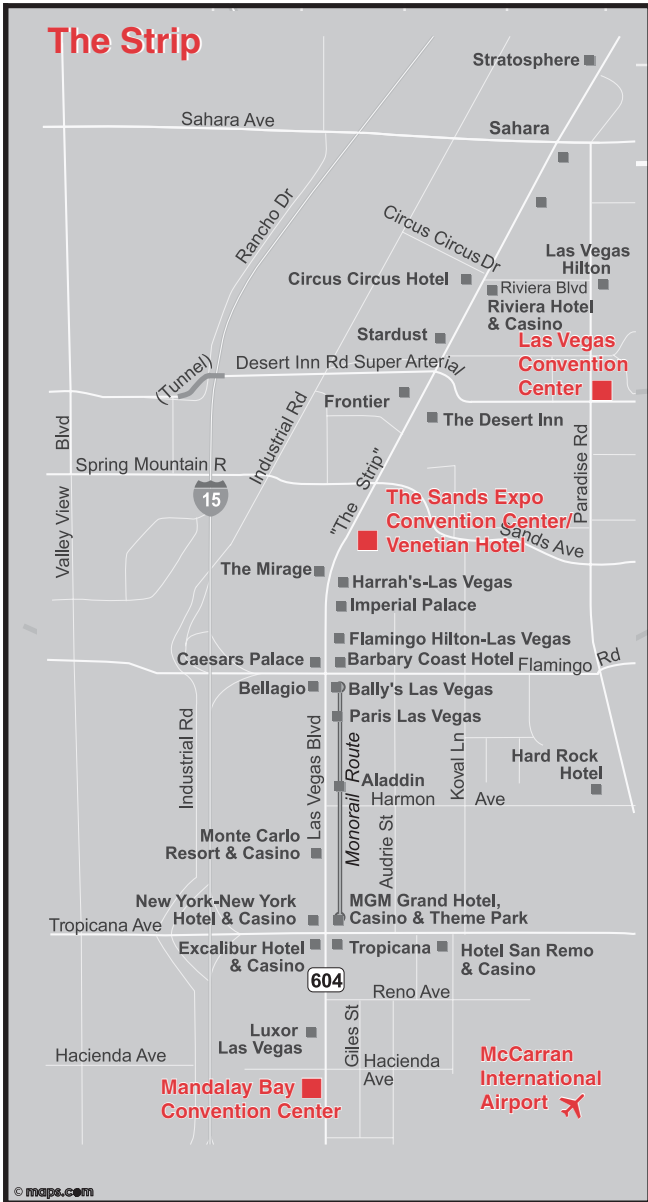 The Strip
Stratosphere
Sahara Ave
Sahara
Rancho Dr
Circus Circus Dr
Las Vegas
Hilton
Circus Circus Hotel
Riviera Blvd
Riviera Hotel
& Casino
Stardust
Las Vegas
Convention
Center
(Tunnel)
Desert Inn Rd Super Arterial
Frontier
Industrial Rd
The Desert Inn
Blvd
Spring Mountain R
15
"The Strip"
Paradise Rd
The Sands Expo
Convention Center/
Venetian Hotel
Sands Ave
Valley View
The Mirage
Harrah's-Las Vegas
Imperial Palace
Flamingo Hilton-Las Vegas
Caesars Palace
Barbary Coast Hotel
Flamingo Rd
Bellagio
Bally's Las Vegas
Paris Las Vegas
Industrial Rd
Las Vegas Blvd
Monorail Route
Koval Ln
Hard Rock
Hotel
Aladdin
Harmon Ave
Audrie St
Monte Carlo
Resort & Casino
New York-New York
Hotel & Casino
MGM Grand Hotel,
Casino & Theme Park
Tropicana Ave
Excalibur Hotel
& Casino
Tropicana
Hotel San Remo
& Casino
604
Reno Ave
Giles St
Luxor
Las Vegas
Hacienda Ave
Hacienda
Ave
McCarran
International
Airport
Mandalay Bay
Convention Center
© maps.com